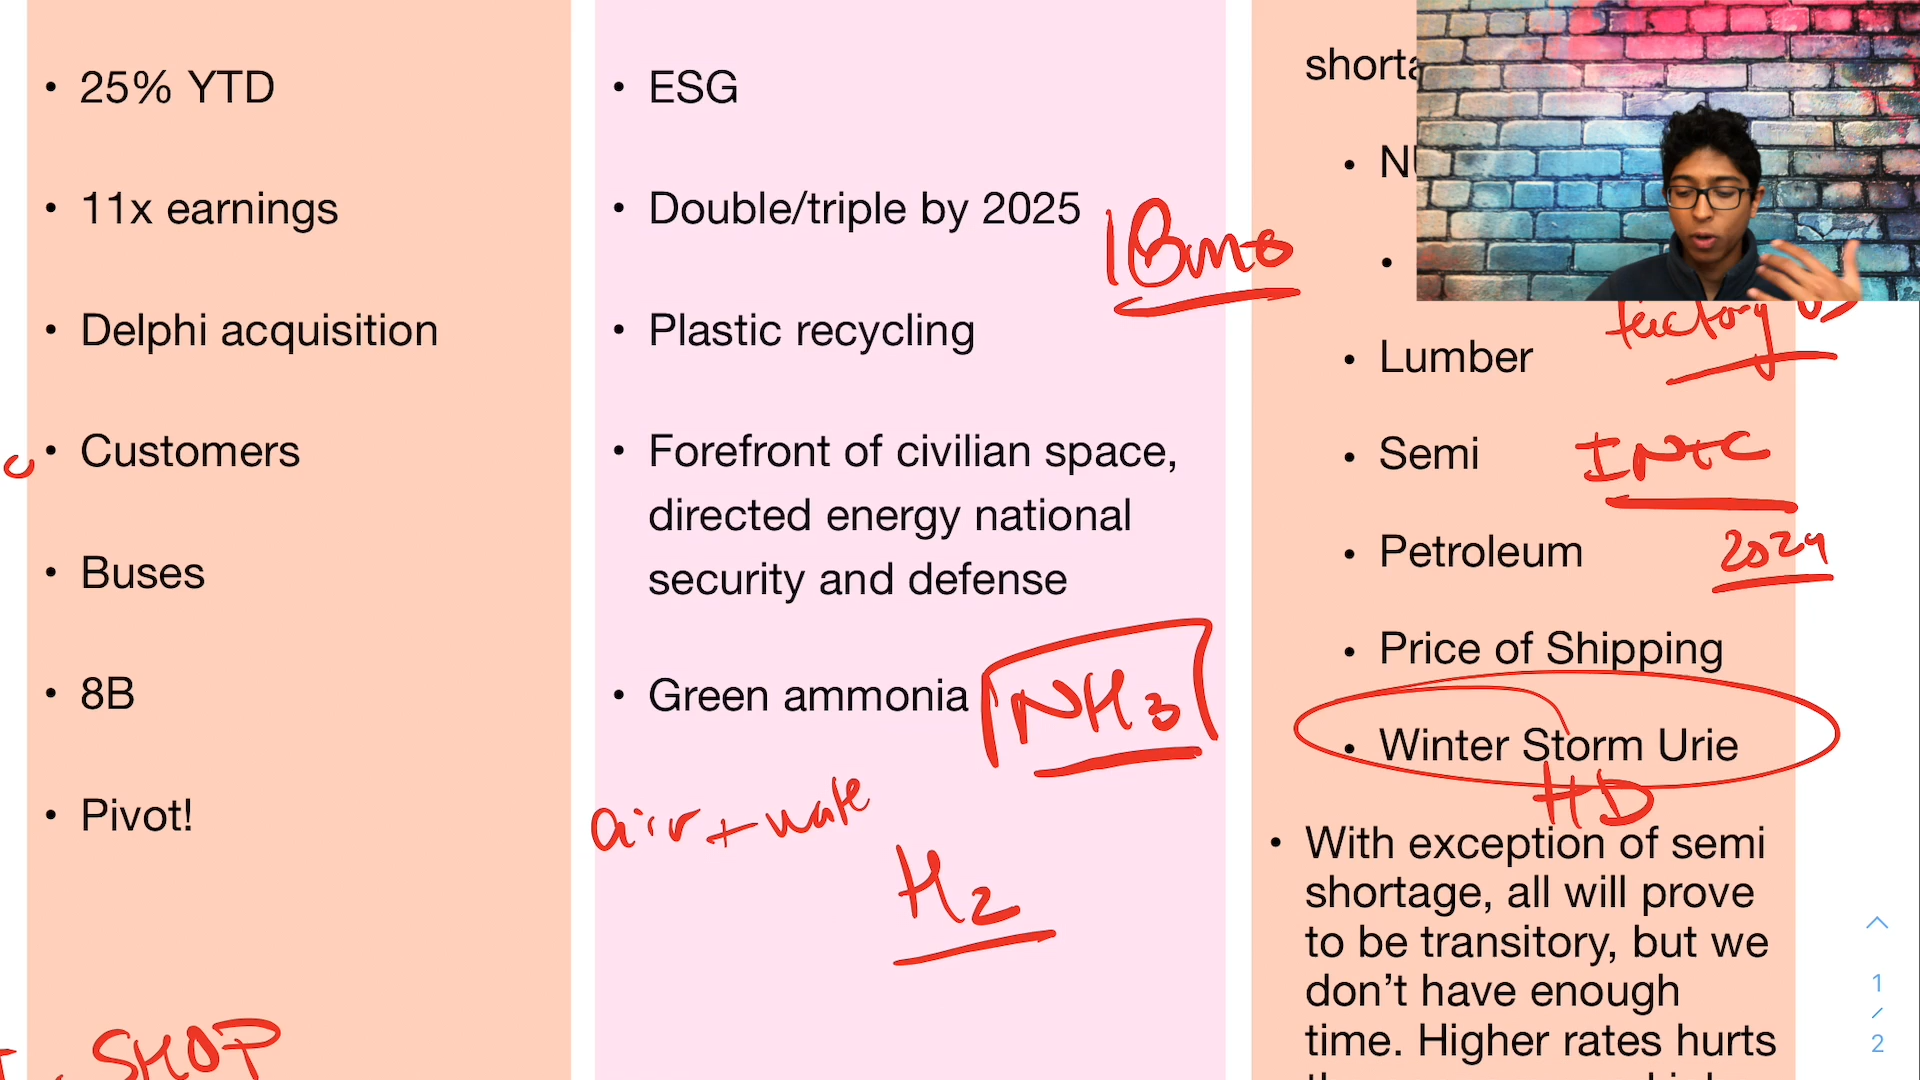 • 25% YTD
• 11x earnings
• Delphi acquisition
• Customers
• Buses
• 8B
• Pivot!
SHOP
• ESG
• Double/triple by 2025
• Plastic recycling
• Forefront of civilian space,
directed energy national
security and defense
• Green ammonia NH3
air + wate
H2
• Lumber
factory US
• Semi INTC
• Petroleum 2024
• Price of Shipping
• Winter Storm Urie
HD
• With exception of semi
shortage, all will prove
to be transitory, but we
don’t have enough
time. Higher rates hurts
1
/
2